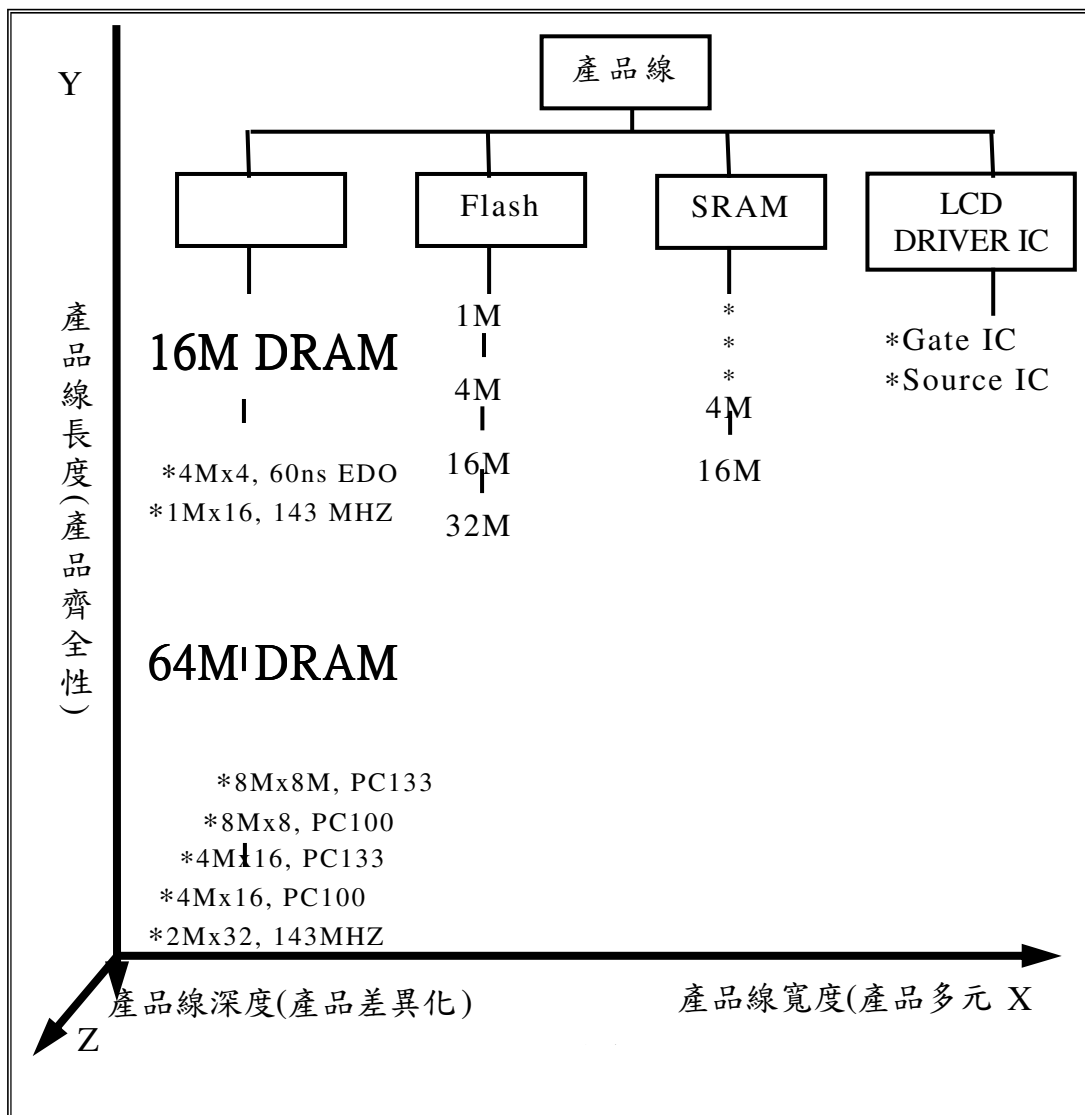 Y
產品線
Flash
SRAM
LCD
DRIVER IC
產品線長度(產品齊全性)
16M DRAM
*4Mx4, 60ns EDO
*1Mx16, 143 MHZ
64M DRAM
*8Mx8M, PC133
*8Mx8, PC100
*4Mx16, PC133
*4Mx16, PC100
*2Mx32, 143MHZ
1M
4M
16M
32M
*
*
*
4M
16M
*Gate IC
*Source IC
產品線深度(產品差異化)
產品線寬度(產品多元 X
Z